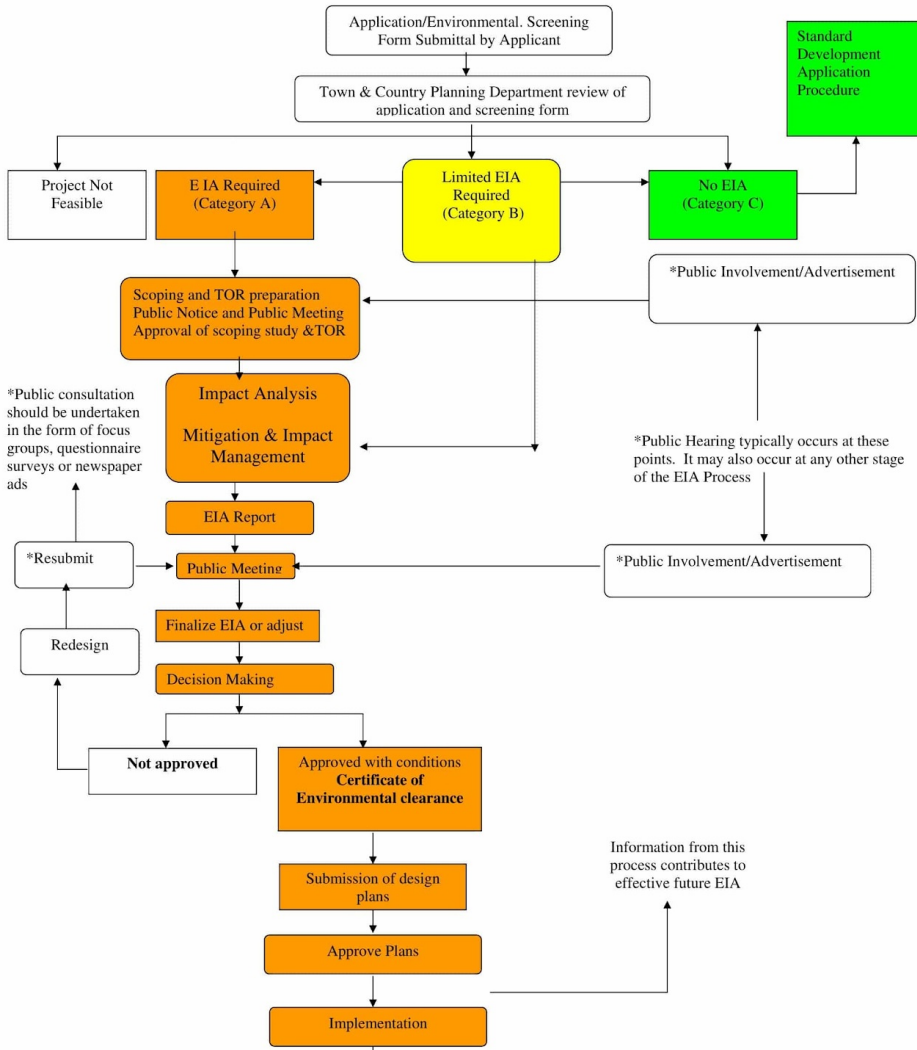 Application/Environmental. Screening
Form Submittal by Applicant
Standard
Development
Application
Procedure
Town & Country Planning Department review of
application and screening form
Project Not
Feasible
E IA Required
(Category A)
Limited EIA
Required
(Category B)
No EIA
(Category C)
*Public Involvement/Advertisement
Scoping and TOR preparation
Public Notice and Public Meeting
Approval of scoping study &TOR
Impact Analysis
Mitigation & Impact
Management
*Public consultation
should be undertaken
in the form of focus
groups, questionnaire
surveys or newspaper
ads
*Public Hearing typically occurs at these
points. It may also occur at any other stage
of the EIA Process
EIA Report
*Resubmit
Public Meeting
*Public Involvement/Advertisement
Finalize EIA or adjust
Redesign
Decision Making
Not approved
Approved with conditions
Certificate of
Environmental clearance
Submission of design
plans
Information from this
process contributes to
effective future EIA
Approve Plans
Implementation